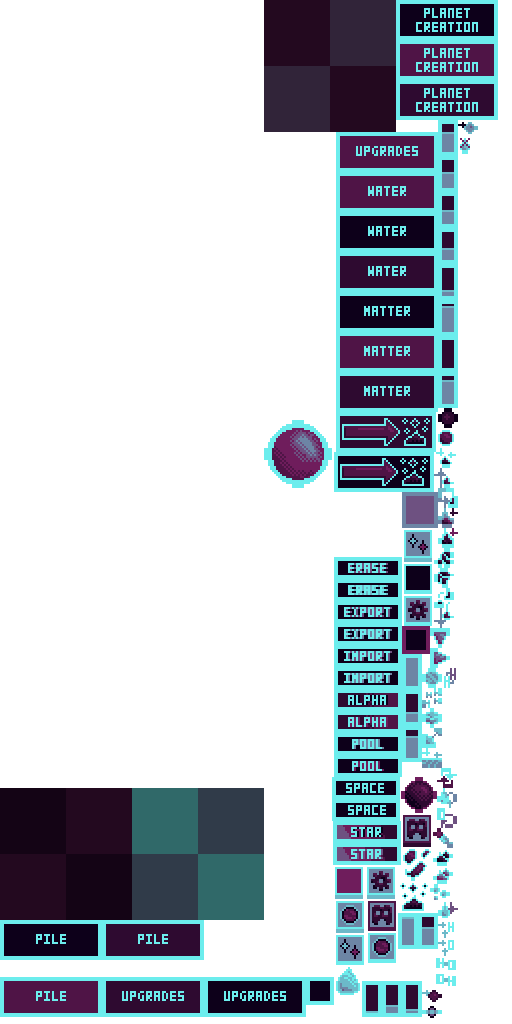 PLANET
CREATION
PLANET
CREATION
PLANET
CREATION
UPGRADES
WATER
WATER
WATER
MATTER
MATTER
MATTER
ERASE
ERASE
EXPORT
EXPORT
IMPORT
IMPORT
ALPHA
ALPHA
POOL
POOL
SPACE
SPACE
STAR
STAR
PILE
PILE
PILE
UPGRADES
UPGRADES